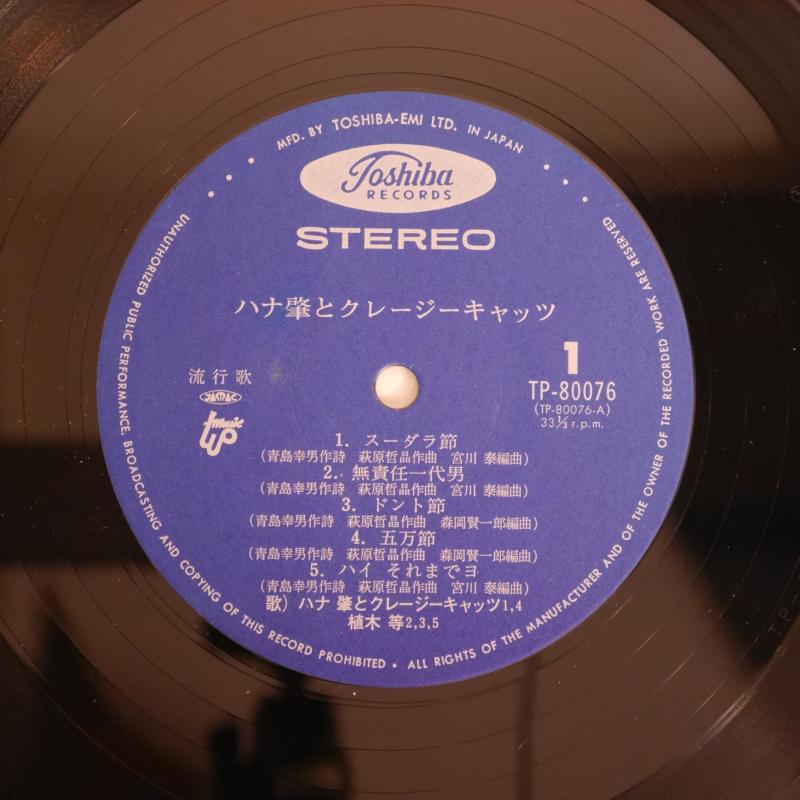 MFD. BY TOSHIBA-EMI LTD. IN JAPAN
Toshiba
RECORDS
STEREO
ハナ肇とクレージーキャッツ
流行歌
JASRAC
music
1
TP-80076
(TP-80076-A)
33⅓ r.p.m.
1. スーダラ節
(青島幸男作詩 萩原哲晶作曲 宮川 泰編曲)
2. 無責任一代男
(青島幸男作詩 萩原哲晶作曲 宮川 泰編曲)
3. ドント節
(青島幸男作詩 萩原哲晶作曲 森岡賢一郎編曲)
4. 五万節
(青島幸男作詩 萩原哲晶作曲 森岡賢一郎編曲)
5. ハイ それまでヨ
(青島幸男作詩 萩原哲晶作曲 宮川 泰編曲)
歌) ハナ 肇とクレージーキャッツ1,4
植木 等2,3,5
UNAUTHORIZED PUBLIC PERFORMANCE, BROADCASTING AND COPYING OF THIS RECORD PROHIBITED • ALL RIGHTS OF THE MANUFACTURER AND OF THE OWNER OF THE RECORDED WORK ARE RESERVED